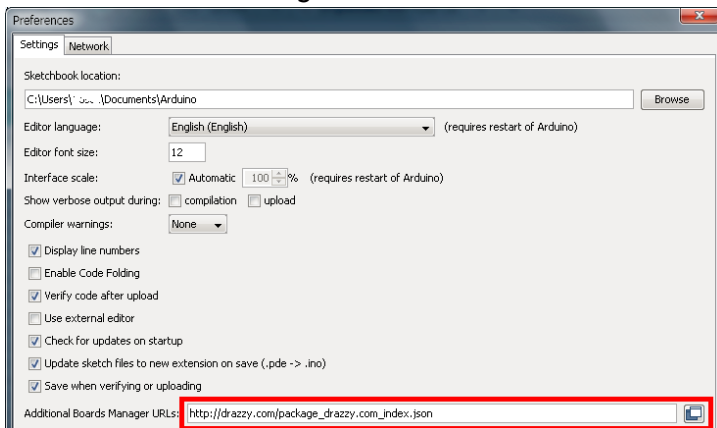 Preferences
Settings Network
Sketchbook location:
C:\Users\ \Documents\Arduino Browse
Editor language: English (English) (requires restart of Arduino)
Editor font size: 12
Interface scale: Automatic 100 % (requires restart of Arduino)
Show verbose output during: compilation upload
Compiler warnings: None
Display line numbers
Enable Code Folding
Verify code after upload
Use external editor
Check for updates on startup
Update sketch files to new extension on save (.pde -> .ino)
Save when verifying or uploading
Additional Boards Manager URLs: http://drazzy.com/package_drazzy.com_index.json